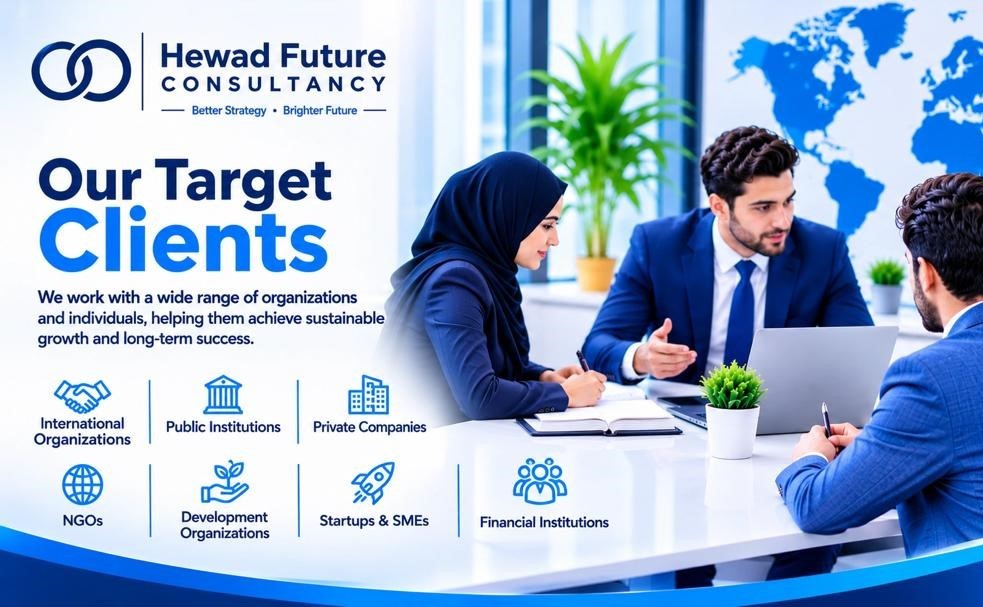 Hewad Future
CONSULTANCY
Better Strategy • Brighter Future
Our Target
Clients
We work with a wide range of organizations
and individuals, helping them achieve sustainable
growth and long-term success.
International
Organizations
Public Institutions
Private Companies
NGOs
Development
Organizations
Startups & SMEs
Financial Institutions